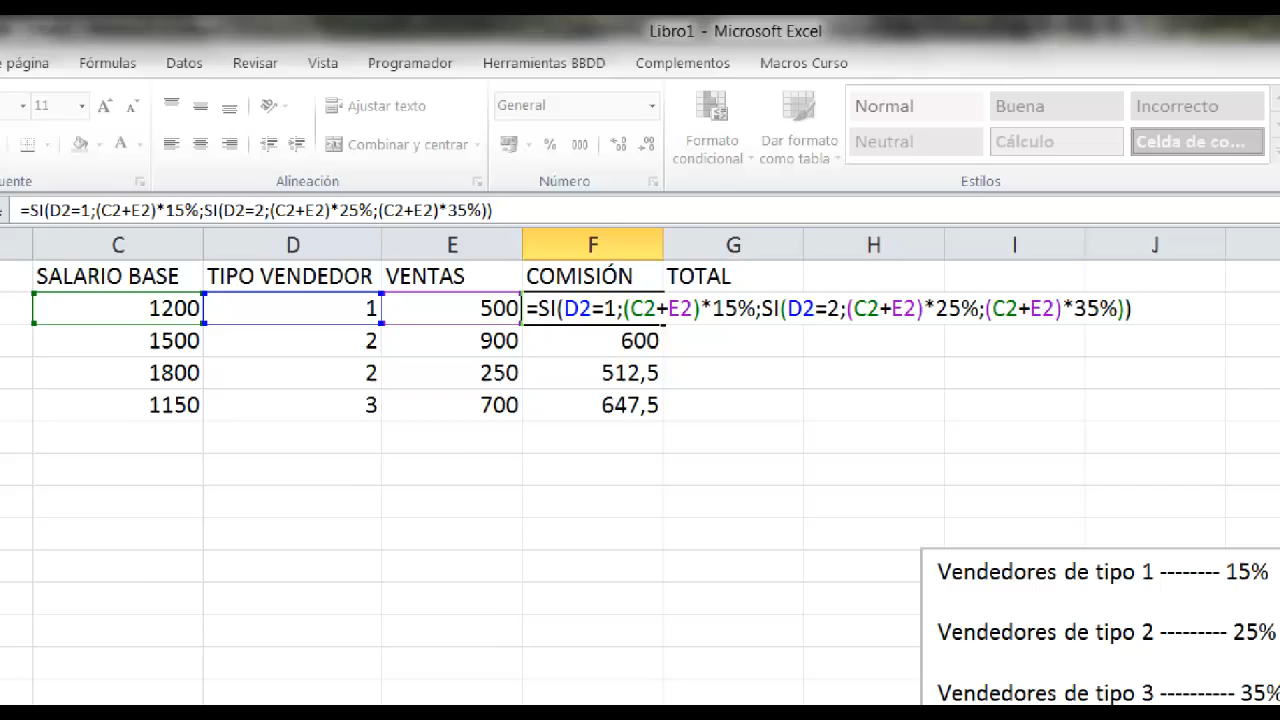 Libro1 - Microsoft Excel
página Fórmulas Datos Revisar Vista Programador Herramientas BBDD Complementos Macros Curso
11 A A Ajustar texto General Normal Buena Incorrecto
A Combinar y centrar % 000 Formato condicional Dar formato como tabla Neutral Cálculo Celda de co...
Alineación Número Estilos
=SI(D2=1;(C2+E2)*15%;SI(D2=2;(C2+E2)*25%;(C2+E2)*35%))
C D E F G H I J
SALARIO BASE TIPO VENDEDOR VENTAS COMISIÓN TOTAL
1200 1 500 =SI(D2=1;(C2+E2)*15%;SI(D2=2;(C2+E2)*25%;(C2+E2)*35%))
1500 2 900 600
1800 2 250 512,5
1150 3 700 647,5
Vendedores de tipo 1 -------- 15%
Vendedores de tipo 2 --------- 25%
Vendedores de tipo 3 ---------- 35%